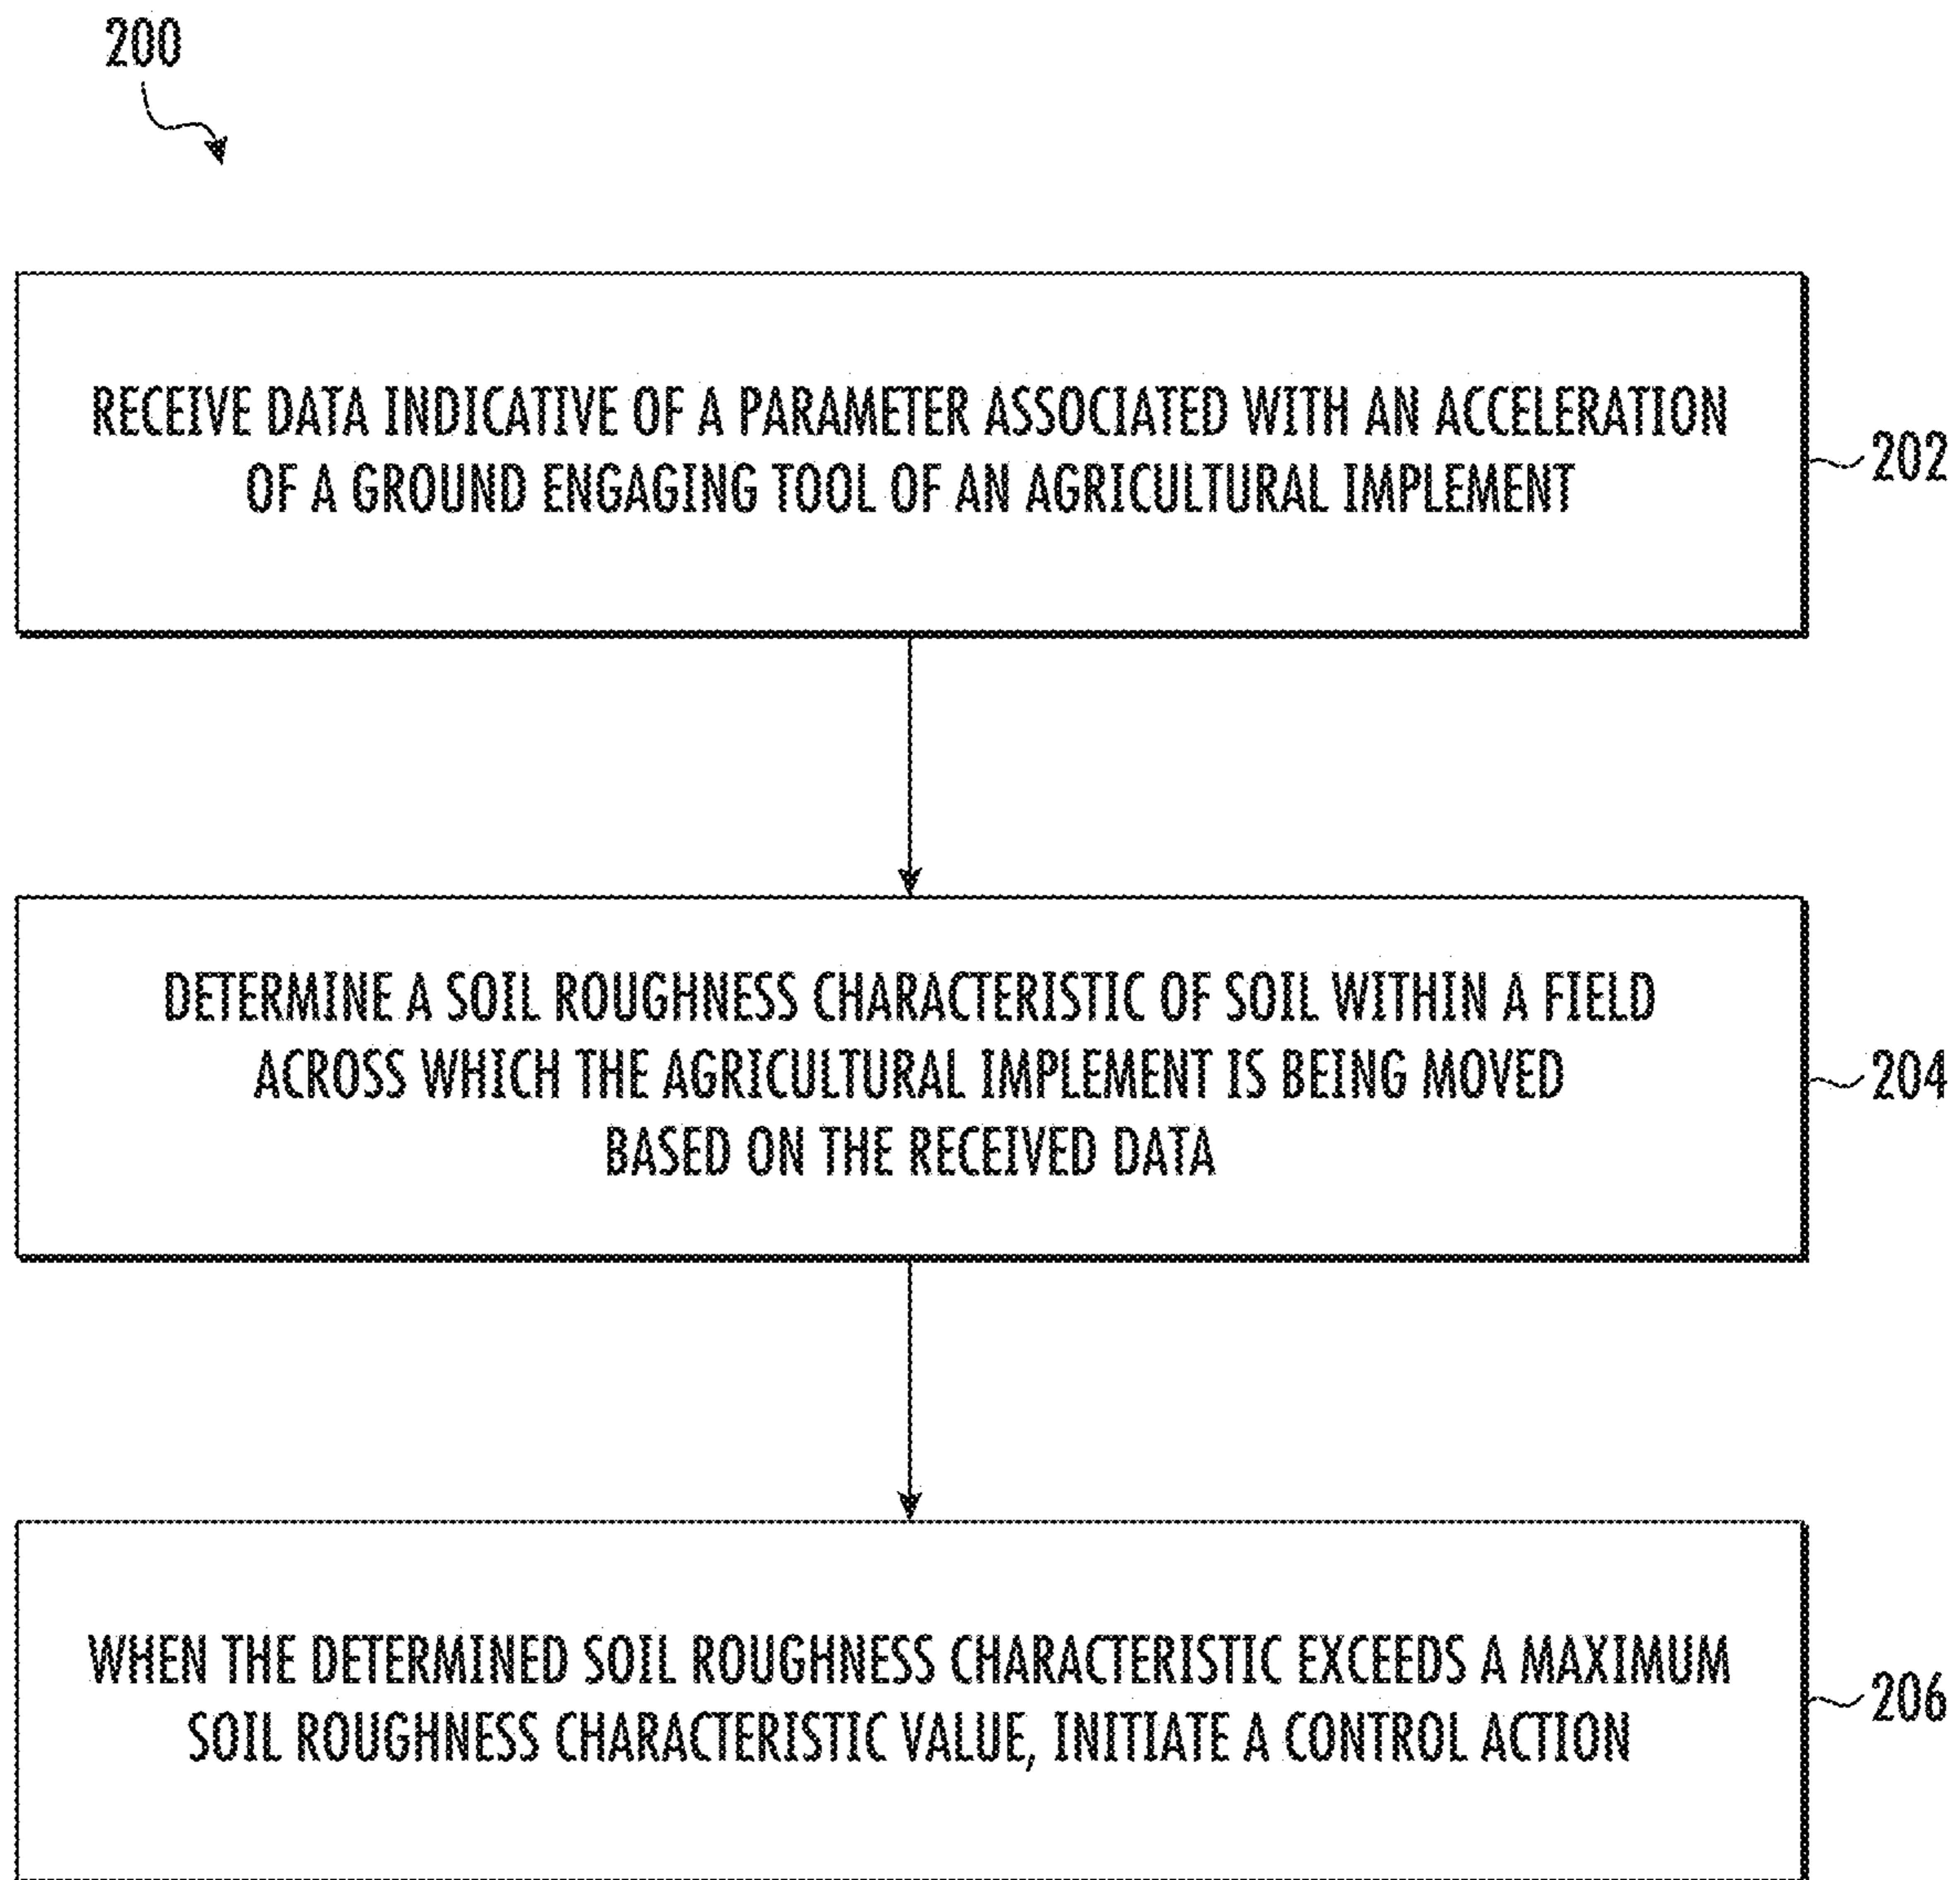 200
RECEIVE DATA INDICATIVE OF A PARAMETER ASSOCIATED WITH AN ACCELERATION
OF A GROUND ENGAGING TOOL OF AN AGRICULTURAL IMPLEMENT
202
DETERMINE A SOIL ROUGHNESS CHARACTERISTIC OF SOIL WITHIN A FIELD
ACROSS WHICH THE AGRICULTURAL IMPLEMENT IS BEING MOVED
BASED ON THE RECEIVED DATA
204
WHEN THE DETERMINED SOIL ROUGHNESS CHARACTERISTIC EXCEEDS A MAXIMUM
SOIL ROUGHNESS CHARACTERISTIC VALUE, INITIATE A CONTROL ACTION
206